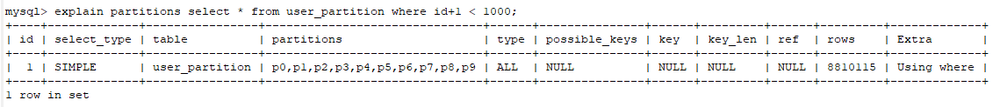 mysql> explain partitions select * from user_partition where id+1 < 1000;
+----+-------------+----------------+-------------------------------+------+---------------+------+---------+------+---------+-------------+
| id | select_type | table | partitions | type | possible_keys | key | key_len | ref | rows | Extra |
+----+-------------+----------------+-------------------------------+------+---------------+------+---------+------+---------+-------------+
| 1 | SIMPLE | user_partition | p0,p1,p2,p3,p4,p5,p6,p7,p8,p9 | ALL | NULL | NULL | NULL | NULL | 8810115 | Using where |
+----+-------------+----------------+-------------------------------+------+---------------+------+---------+------+---------+-------------+
1 row in set